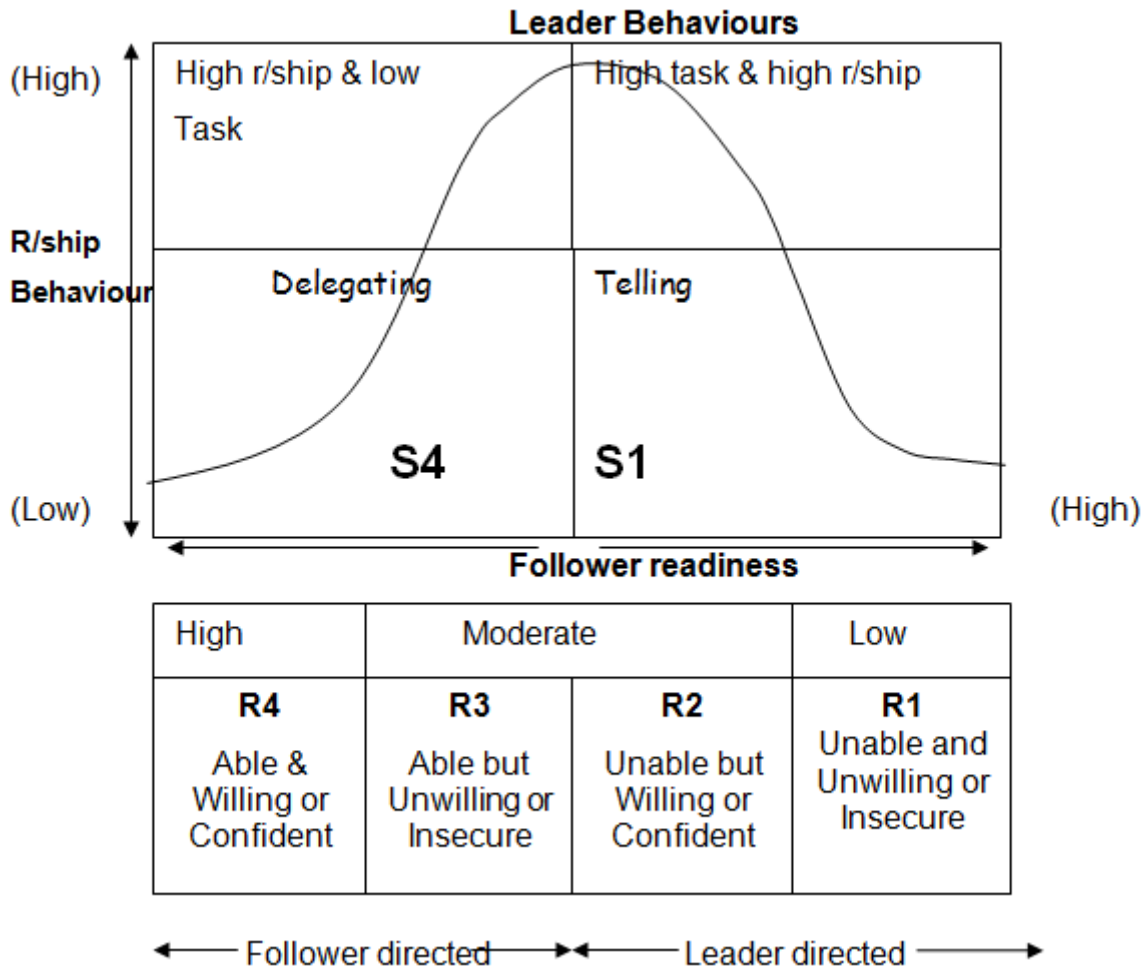 Leader Behaviours
(High)
High r/ship & low
Task
High task & high r/ship
R/ship
Behaviour
Delegating
Telling
S4
S1
(Low)
(High)
Follower readiness
High
Moderate
Low
R4
Able &
Willing or
Confident
R3
Able but
Unwilling or
Insecure
R2
Unable but
Willing or
Confident
R1
Unable and
Unwilling or
Insecure
Follower directed
Leader directed